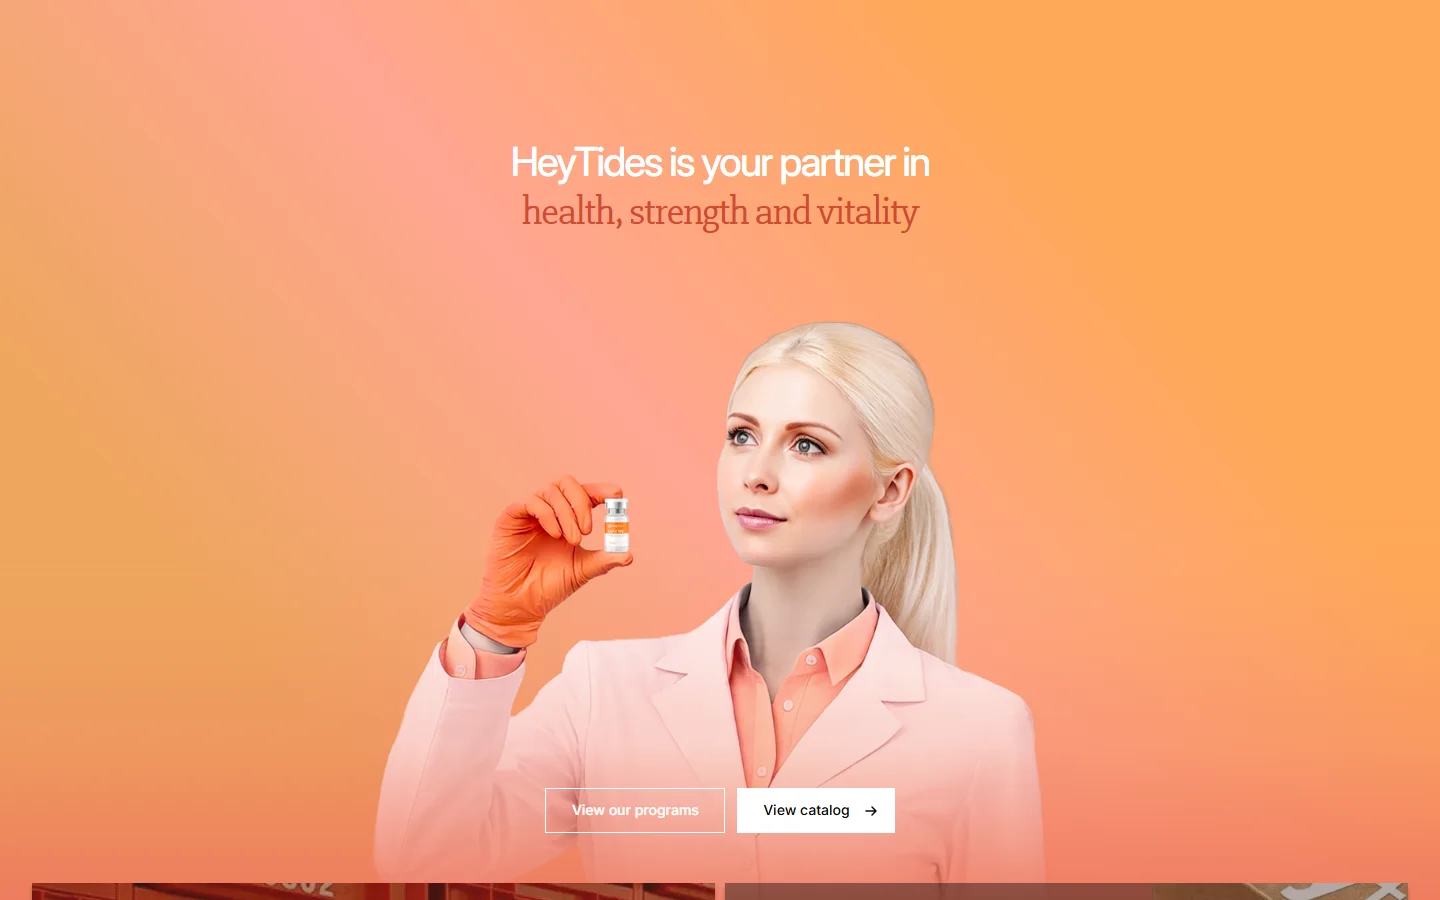 HeyTides is your partner in
health, strength and vitality
View our programs
View catalog →